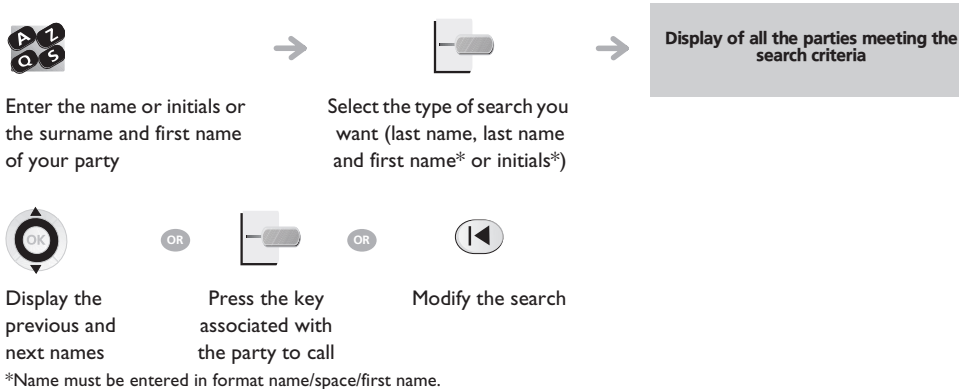 A Z
Q S
Display of all the parties meeting the
search criteria
Enter the name or initials or
the surname and first name
of your party
Select the type of search you
want (last name, last name
and first name* or initials*)
OK
OR
OR
Display the
previous and
next names
Press the key
associated with
the party to call
Modify the search
*Name must be entered in format name/space/first name.